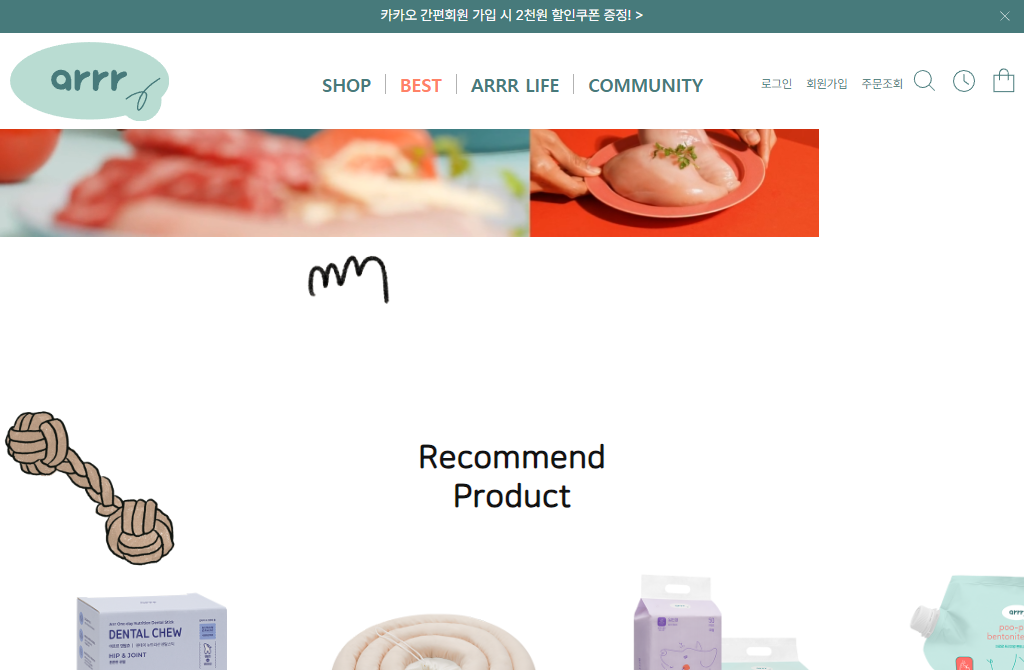 카카오 간편회원 가입 시 2천원 할인쿠폰 증정! >
arrr
SHOP
BEST
ARRR LIFE
COMMUNITY
로그인
회원가입
주문조회
Recommend
Product
DENTAL CHEW
HIP & JOINT
arrr
poo-p
bentonite